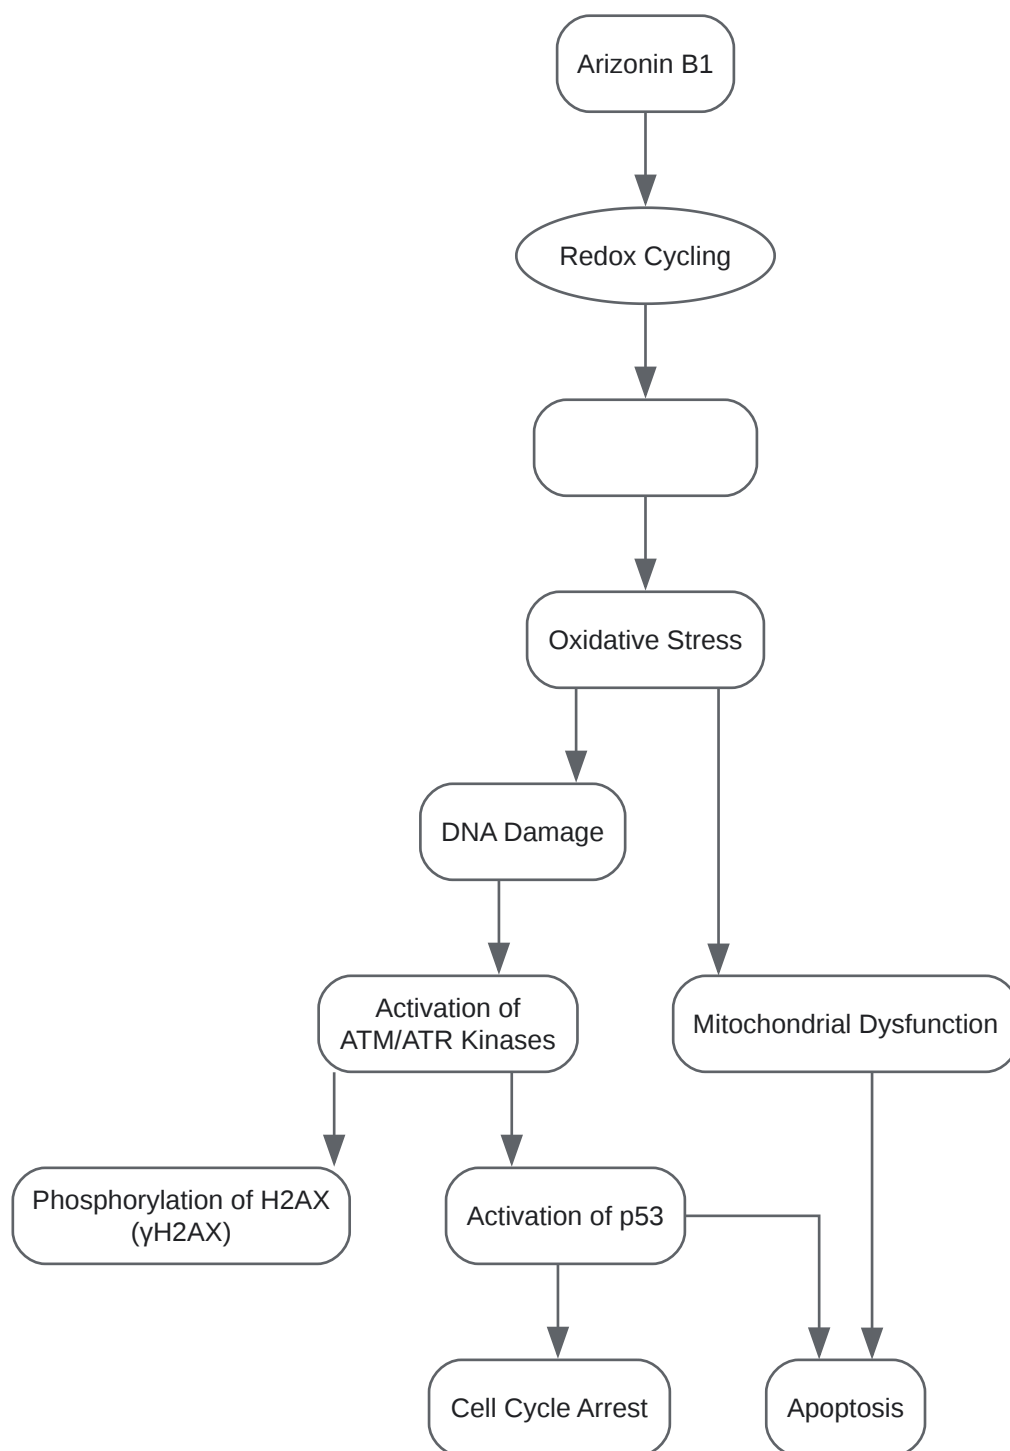 Arizonin B1
Redox Cycling
Oxidative Stress
DNA Damage
Activation of
ATM/ATR Kinases
Mitochondrial Dysfunction
Phosphorylation of H2AX
(γH2AX)
Activation of p53
Cell Cycle Arrest
Apoptosis